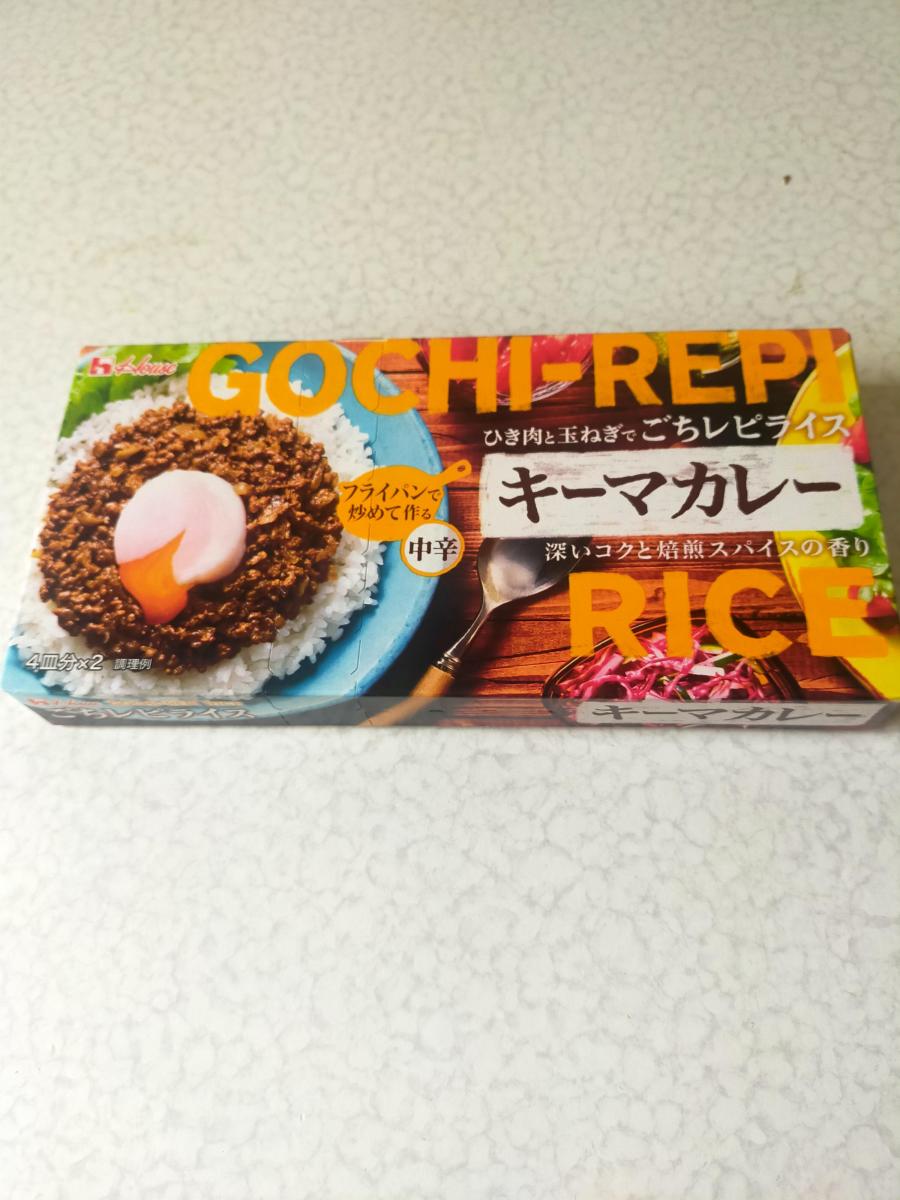 House
GOCHI-REPI
ひき肉と玉ねぎでごちレピライス
キーマカレー
フライパンで
炒めて作る
中辛
深いコクと焙煎スパイスの香り
RICE
4皿分×2 調理例
ごちレピライス
キーマカレー